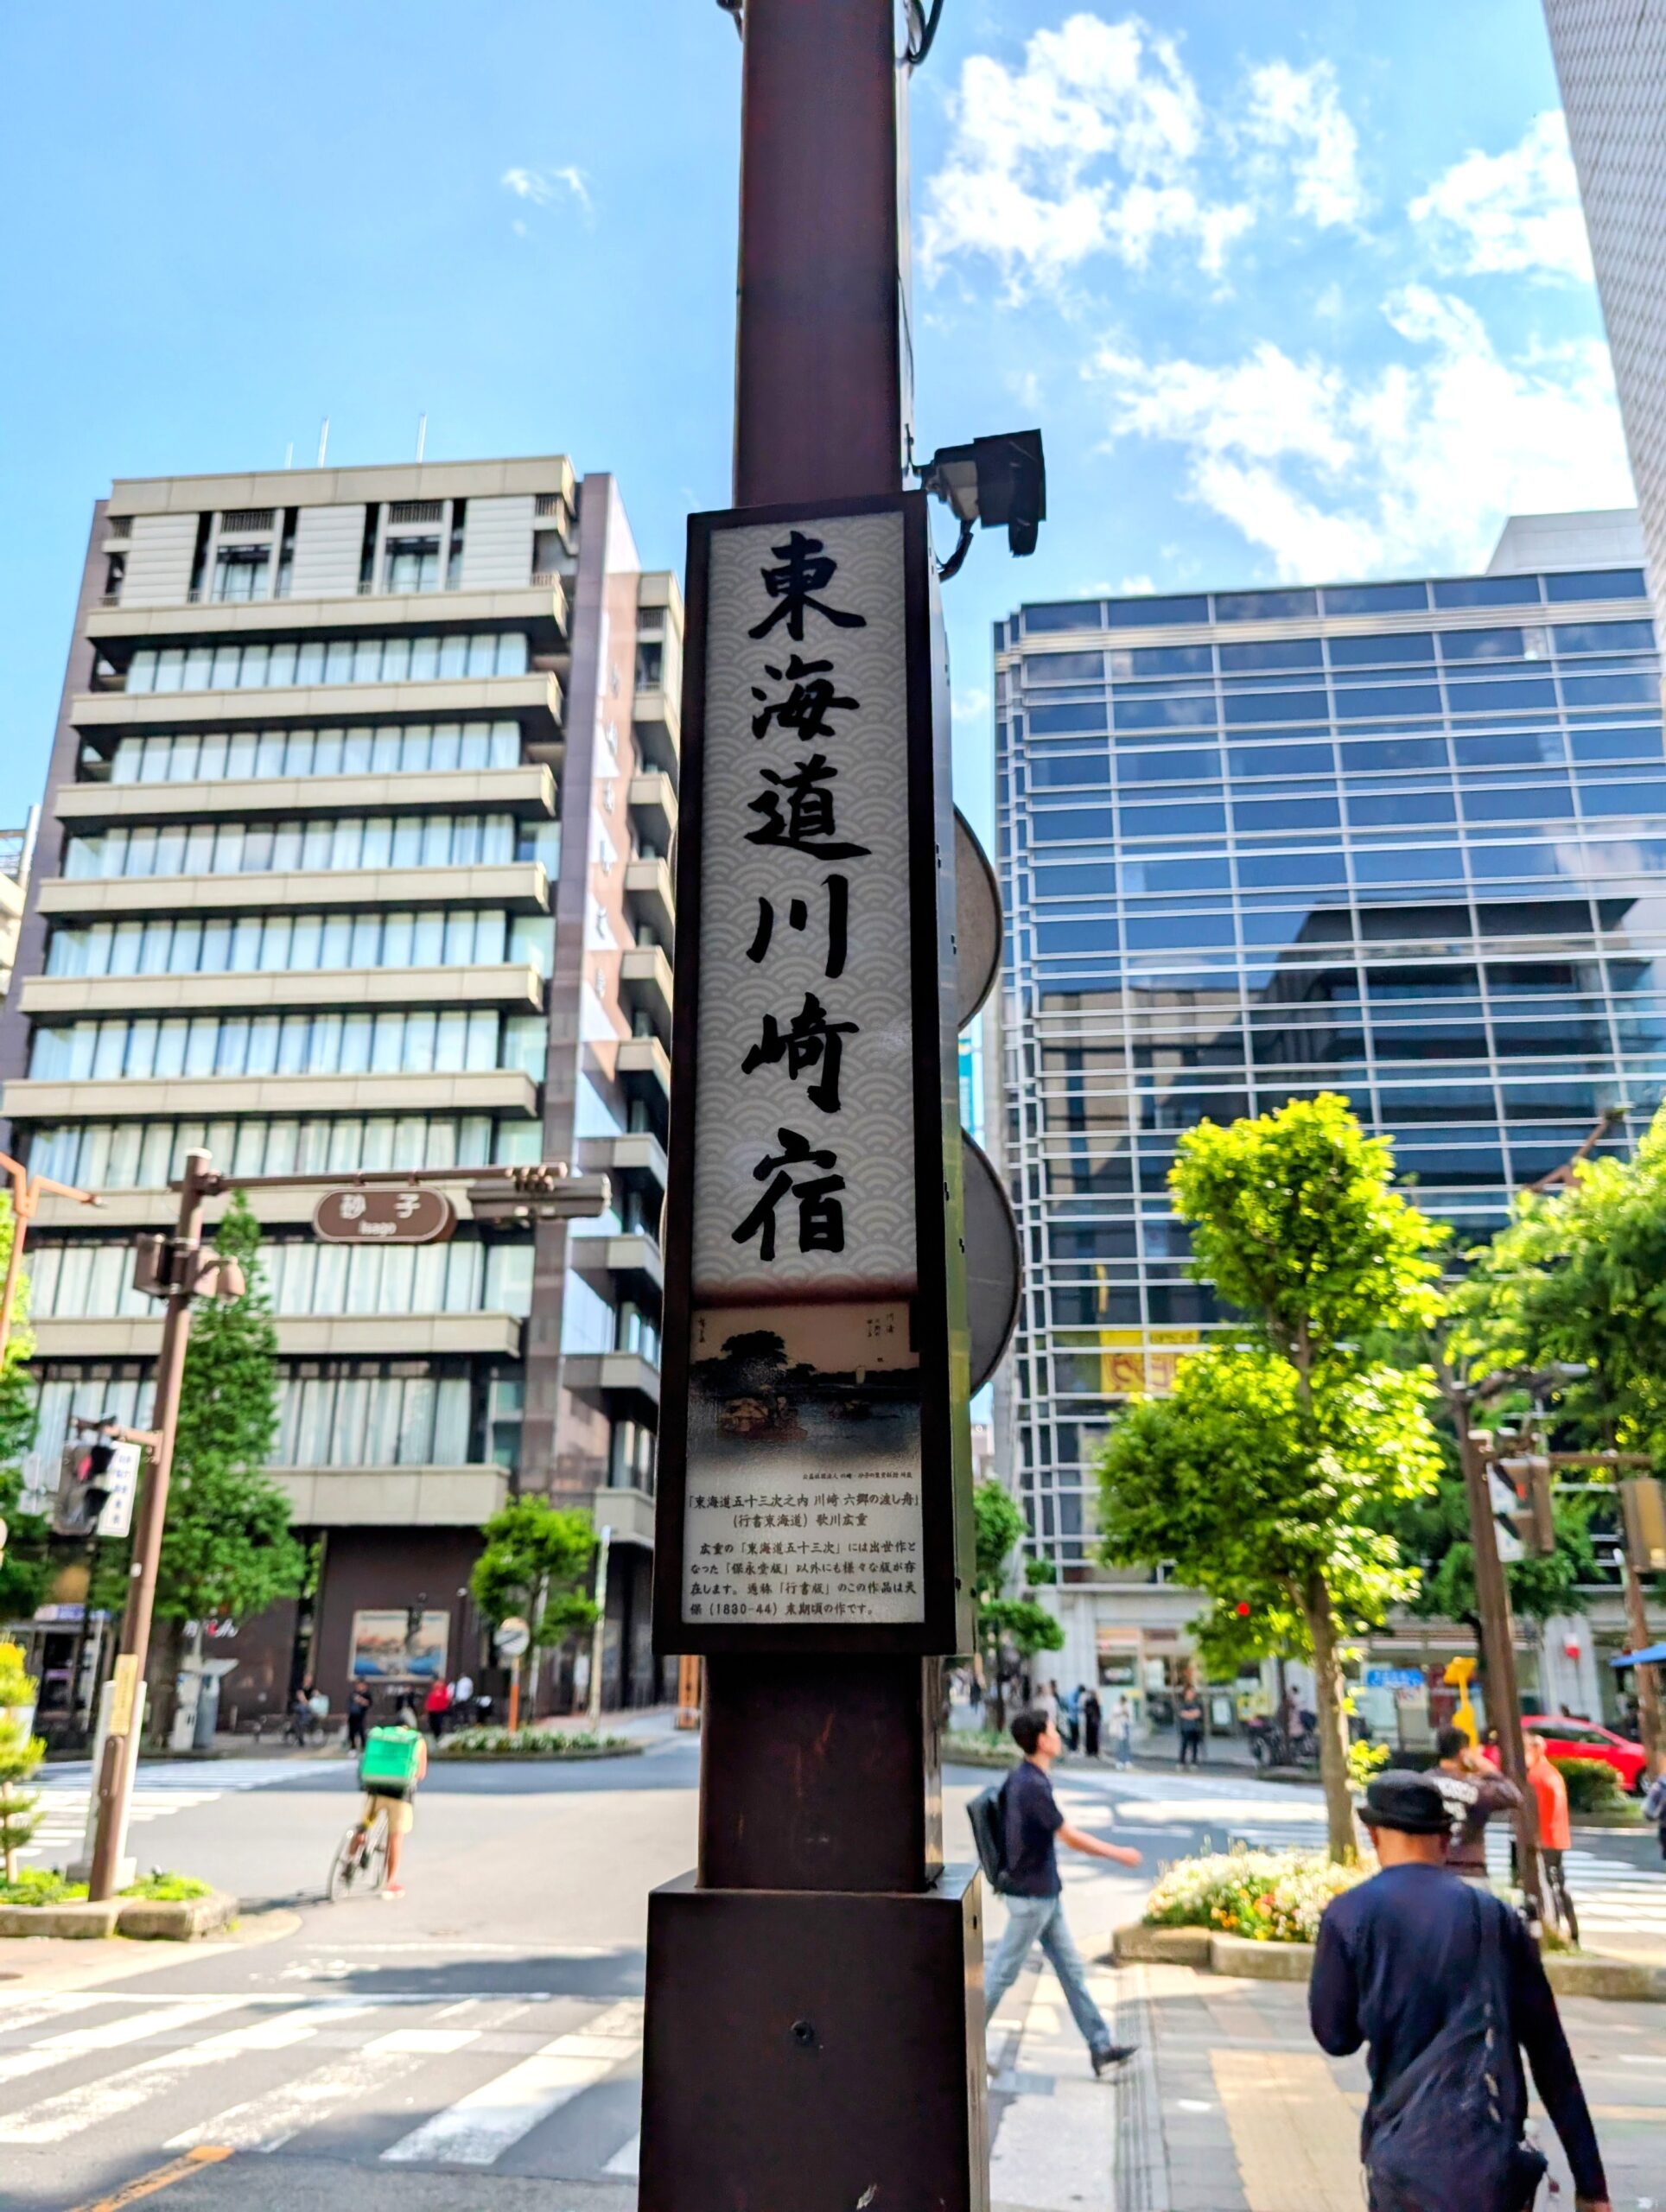 東海道川崎宿
「東海道五十三次之内 川崎 六郷の渡し舟」
(行書東海道) 歌川広重
広重の「東海道五十三次」には出世作と
なった「保永堂版」以外にも様々な版が存
在します。通称「行書版」のこの作品は天
保 (1830-44) 末期頃の作です。
砂子
Isago